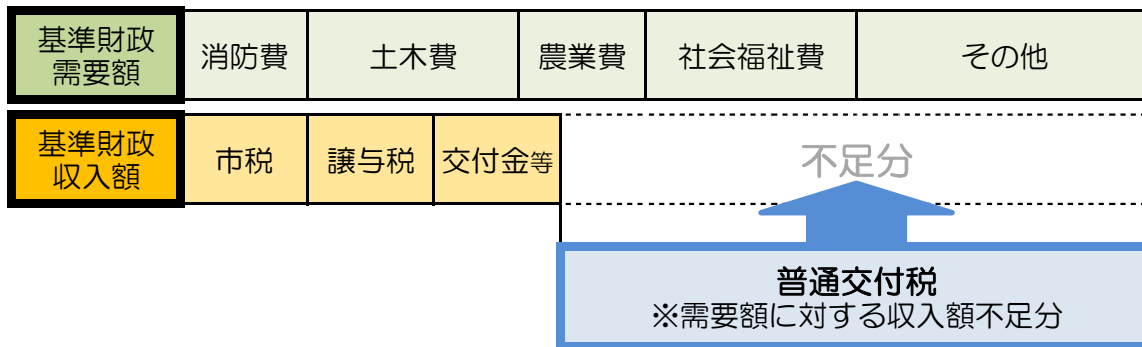 基準財政
需要額
消防費
土木費
農業費
社会福祉費
その他
基準財政
収入額
市税
譲与税
交付金等
不足分
普通交付税
※需要額に対する収入額不足分